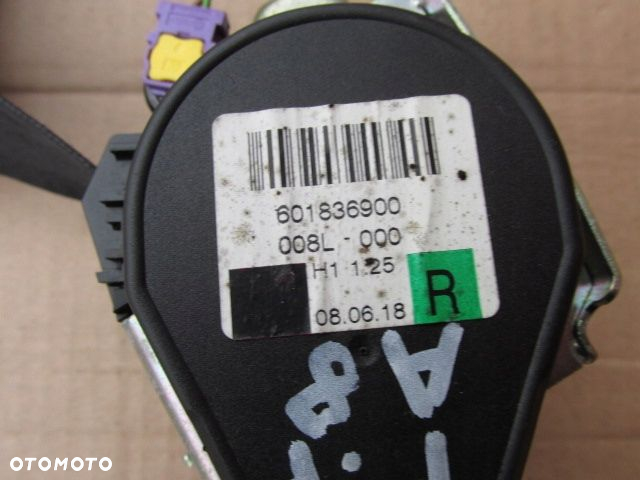 601836900
008L - 000
H1 1.25
R
08.06.18
A8
OTOMOTO